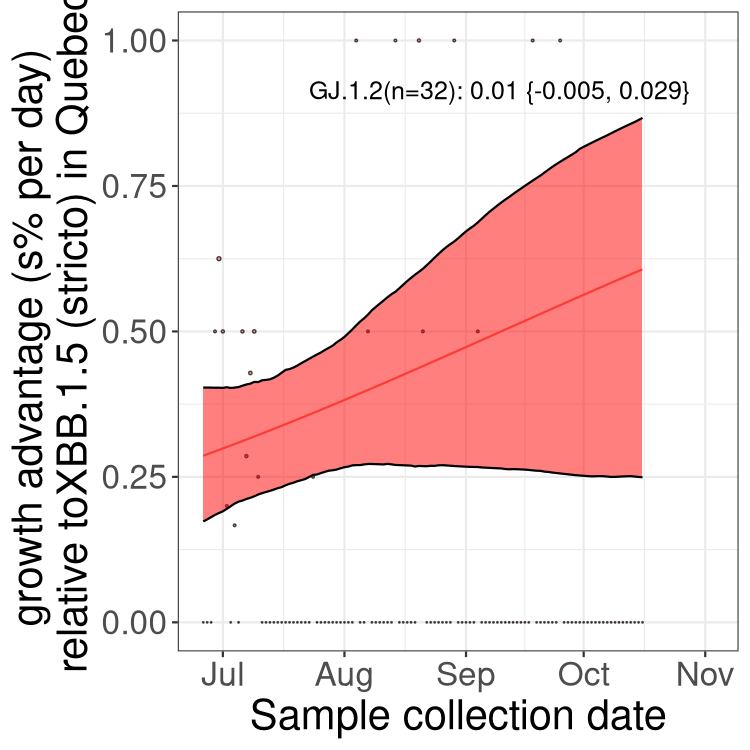 growth advantage (s% per day)
relative toXBB.1.5 (stricto) in Quebec
1.00
0.75
0.50
0.25
0.00
GJ.1.2(n=32): 0.01 {-0.005, 0.029}
Jul Aug Sep Oct Nov
Sample collection date